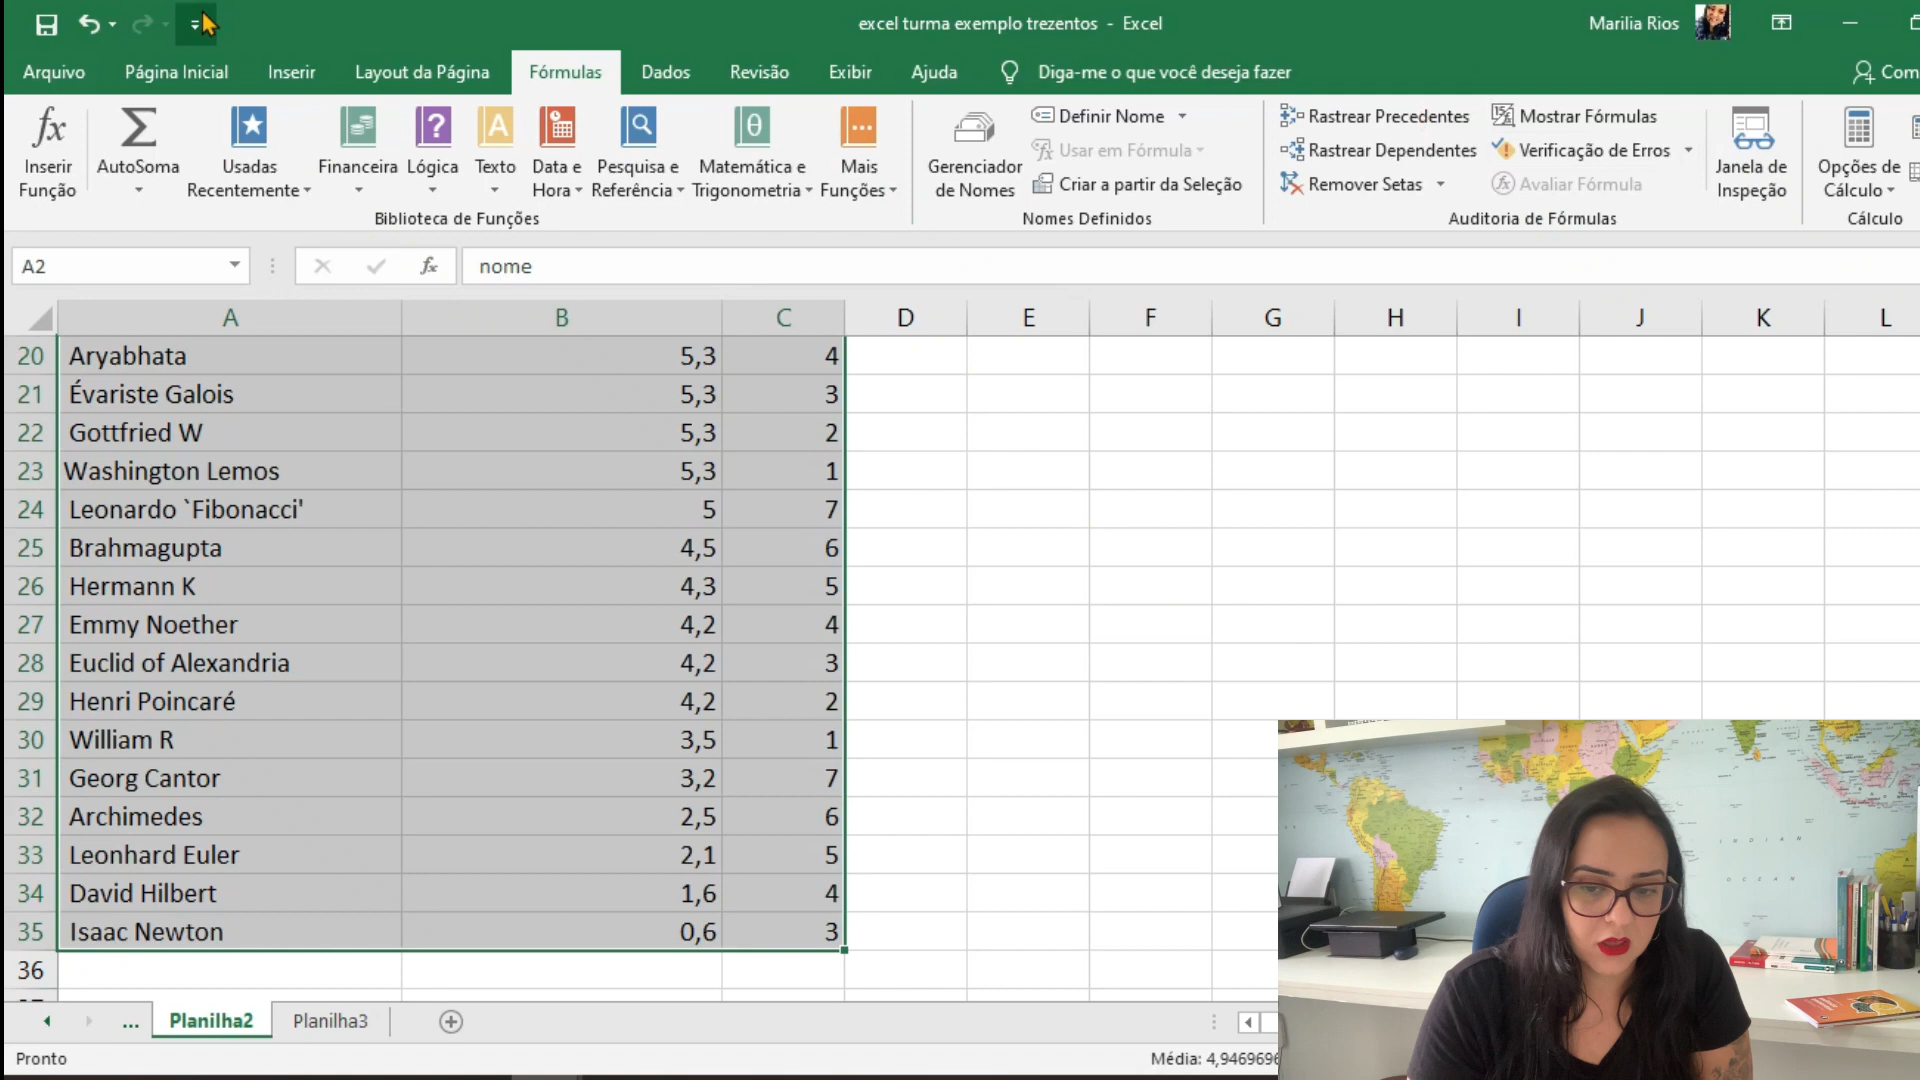 excel turma exemplo trezentos - Excel
Marilia Rios
Arquivo Página Inicial Inserir Layout da Página Fórmulas Dados Revisão Exibir Ajuda Diga-me o que você deseja fazer Com
fx Inserir Função
Σ AutoSoma
Usadas Recentemente
Financeira
? Lógica
A Texto
Data e Hora
Pesquisa e Referência
θ Matemática e Trigonometria
Mais Funções
Biblioteca de Funções
Gerenciador de Nomes
Definir Nome
Usar em Fórmula
Criar a partir da Seleção
Nomes Definidos
Rastrear Precedentes
Rastrear Dependentes
Remover Setas
Mostrar Fórmulas
Verificação de Erros
Avaliar Fórmula
Auditoria de Fórmulas
Janela de Inspeção
Opções de Cálculo
Cálculo
A2 fx nome
A B C D E F G H I J K L
20 Aryabhata 5,3 4
21 Évariste Galois 5,3 3
22 Gottfried W 5,3 2
23 Washington Lemos 5,3 1
24 Leonardo `Fibonacci' 5 7
25 Brahmagupta 4,5 6
26 Hermann K 4,3 5
27 Emmy Noether 4,2 4
28 Euclid of Alexandria 4,2 3
29 Henri Poincaré 4,2 2
30 William R 3,5 1
31 Georg Cantor 3,2 7
32 Archimedes 2,5 6
33 Leonhard Euler 2,1 5
34 David Hilbert 1,6 4
35 Isaac Newton 0,6 3
36
... Planilha2 Planilha3
Pronto
Média: 4,9469696
INDIAN
OCEAN